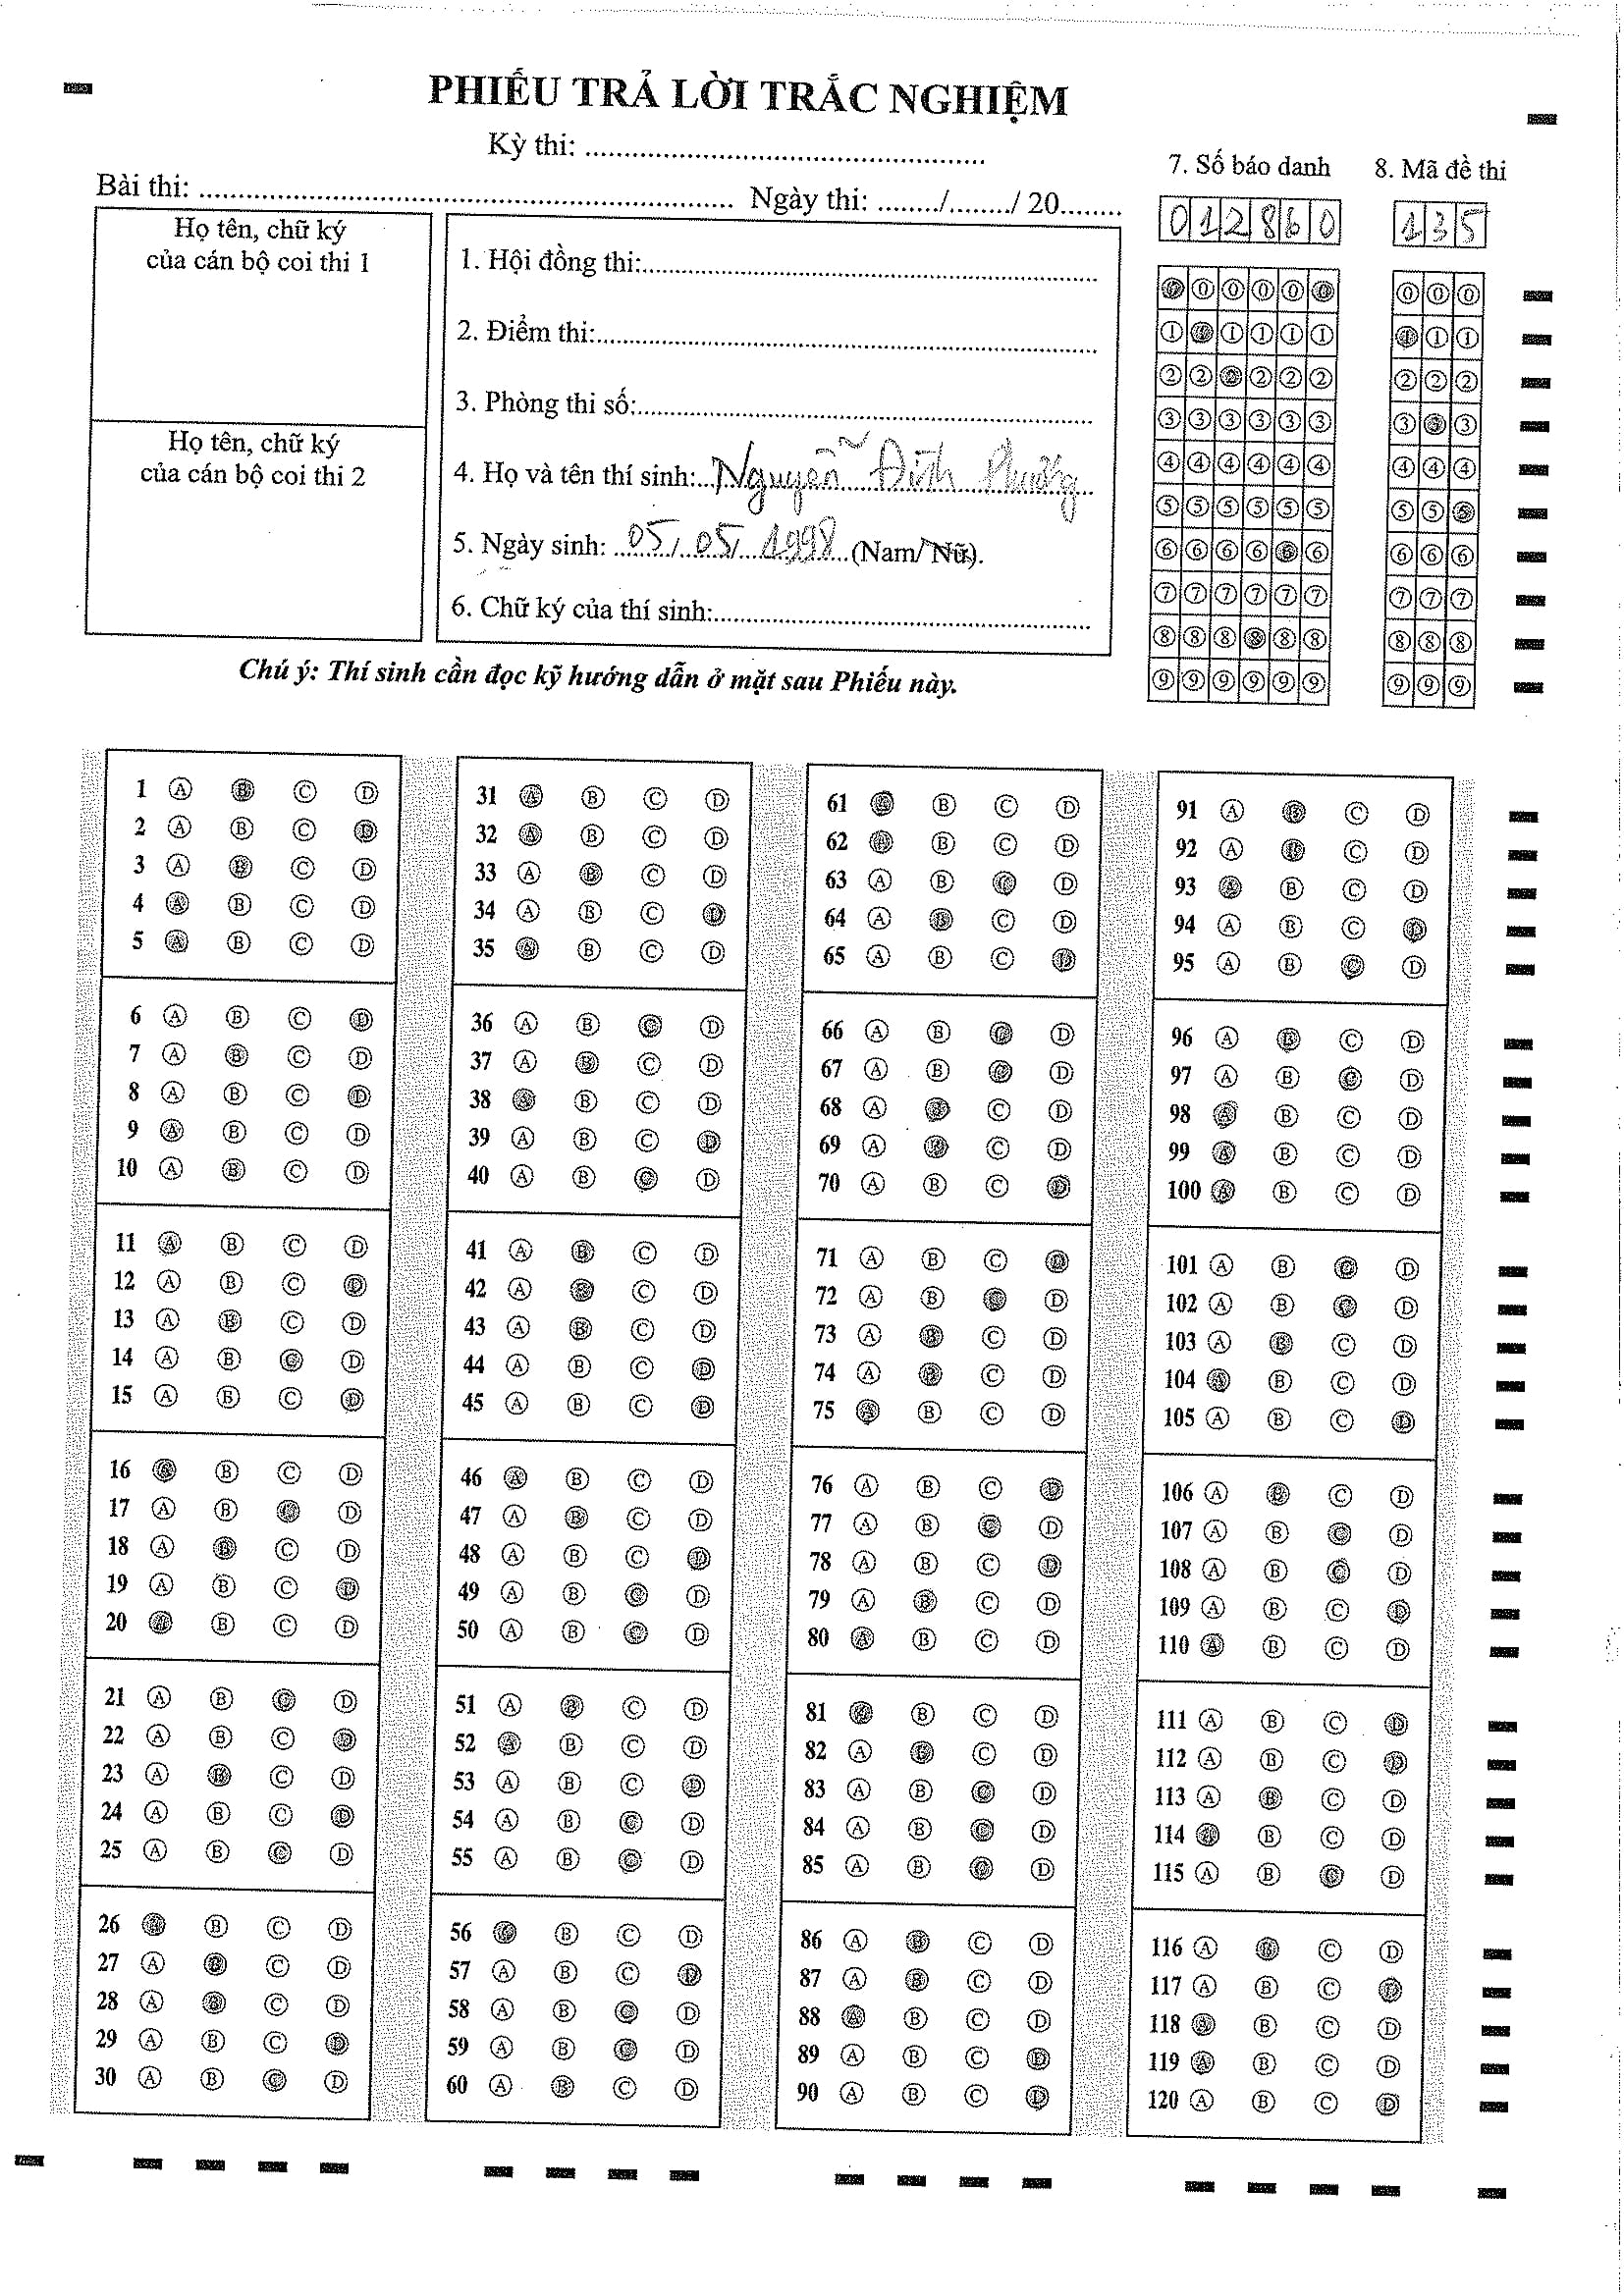 PHIẾU TRẢ LỜI TRẮC NGHIỆM
Kỳ thi: ....................................................
Bài thi: ...................................................................... Ngày thi: ......../......../ 20........
7. Số báo danh 8. Mã đề thi
012860 135
Họ tên, chữ ký
của cán bộ coi thi 1
Họ tên, chữ ký
của cán bộ coi thi 2
1. Hội đồng thi:
2. Điểm thi:
3. Phòng thi số:
4. Họ và tên thí sinh: Nguyễn Đình Phương
5. Ngày sinh: 05/05/1998 (Nam/ Nữ).
6. Chữ ký của thí sinh:
Chú ý: Thí sinh cần đọc kỹ hướng dẫn ở mặt sau Phiếu này.
0 0 0 0 0 0 0 0 0
1 1 1 1 1 1 1 1 1
2 2 2 2 2 2 2 2 2
3 3 3 3 3 3 3 3 3
4 4 4 4 4 4 4 4 4
5 5 5 5 5 5 5 5 5
6 6 6 6 6 6 6 6 6
7 7 7 7 7 7 7 7 7
8 8 8 8 8 8 8 8 8
9 9 9 9 9 9 9 9 9
1 A B C D 31 A B C D 61 A B C D 91 A B C D
2 A B C D 32 A B C D 62 A B C D 92 A B C D
3 A B C D 33 A B C D 63 A B C D 93 A B C D
4 A B C D 34 A B C D 64 A B C D 94 A B C D
5 A B C D 35 A B C D 65 A B C D 95 A B C D
6 A B C D 36 A B C D 66 A B C D 96 A B C D
7 A B C D 37 A B C D 67 A B C D 97 A B C D
8 A B C D 38 A B C D 68 A B C D 98 A B C D
9 A B C D 39 A B C D 69 A B C D 99 A B C D
10 A B C D 40 A B C D 70 A B C D 100 A B C D
11 A B C D 41 A B C D 71 A B C D 101 A B C D
12 A B C D 42 A B C D 72 A B C D 102 A B C D
13 A B C D 43 A B C D 73 A B C D 103 A B C D
14 A B C D 44 A B C D 74 A B C D 104 A B C D
15 A B C D 45 A B C D 75 A B C D 105 A B C D
16 A B C D 46 A B C D 76 A B C D 106 A B C D
17 A B C D 47 A B C D 77 A B C D 107 A B C D
18 A B C D 48 A B C D 78 A B C D 108 A B C D
19 A B C D 49 A B C D 79 A B C D 109 A B C D
20 A B C D 50 A B C D 80 A B C D 110 A B C D
21 A B C D 51 A B C D 81 A B C D 111 A B C D
22 A B C D 52 A B C D 82 A B C D 112 A B C D
23 A B C D 53 A B C D 83 A B C D 113 A B C D
24 A B C D 54 A B C D 84 A B C D 114 A B C D
25 A B C D 55 A B C D 85 A B C D 115 A B C D
26 A B C D 56 A B C D 86 A B C D 116 A B C D
27 A B C D 57 A B C D 87 A B C D 117 A B C D
28 A B C D 58 A B C D 88 A B C D 118 A B C D
29 A B C D 59 A B C D 89 A B C D 119 A B C D
30 A B C D 60 A B C D 90 A B C D 120 A B C D